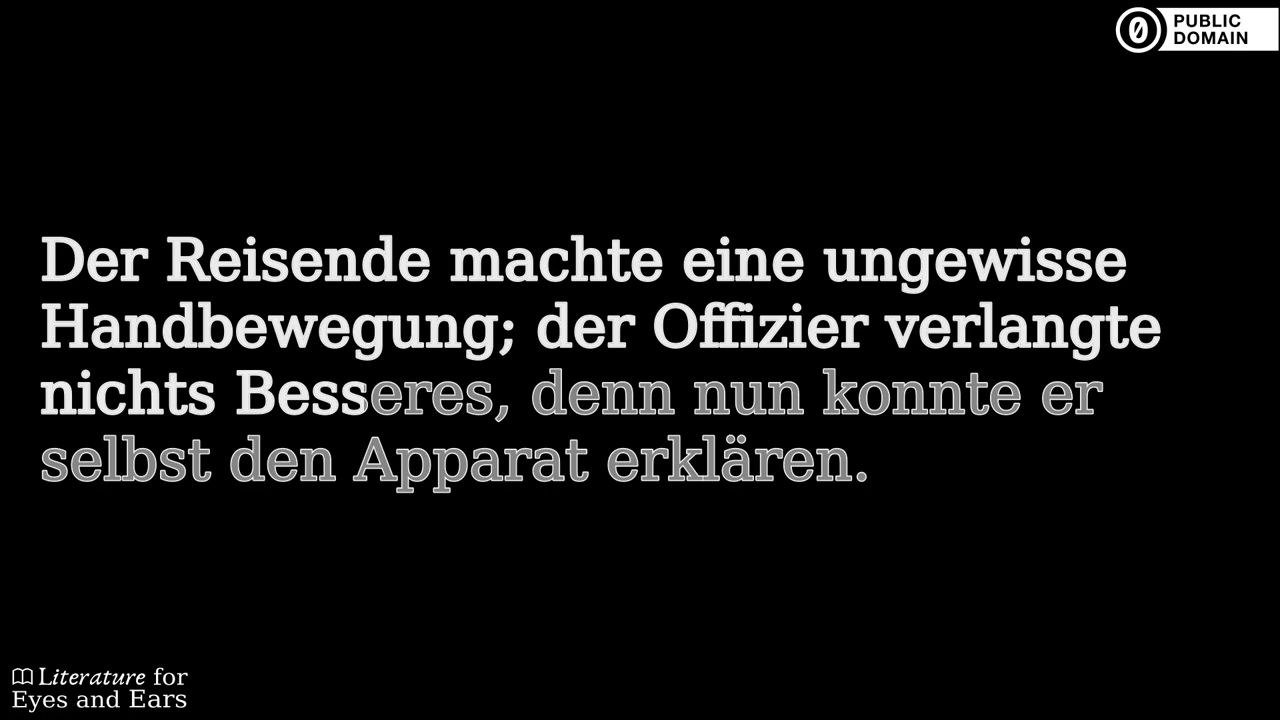 PUBLIC
DOMAIN
Der Reisende machte eine ungewisse
Handbewegung; der Offizier verlangte
nichts Besseres, denn nun konnte er
selbst den Apparat erklären.
Literature for
Eyes and Ears